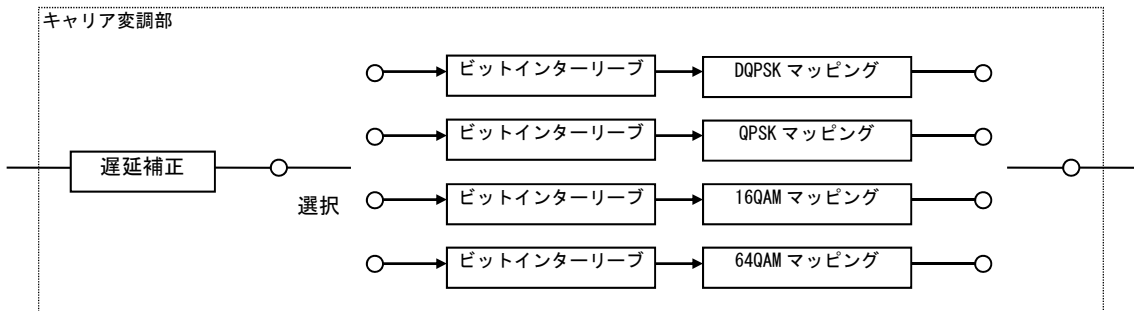 キャリア変調部
ビットインターリーブ
DQPSK マッピング
ビットインターリーブ
QPSK マッピング
遅延補正
選択
ビットインターリーブ
16QAM マッピング
ビットインターリーブ
64QAM マッピング